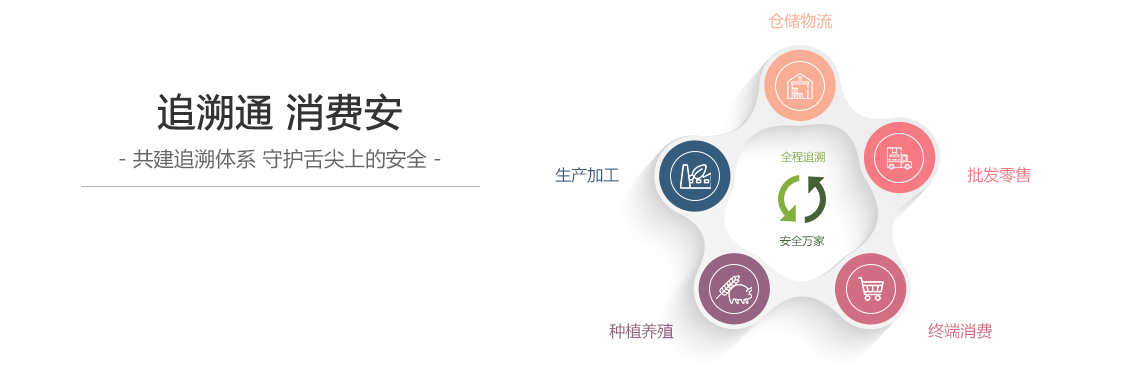 追溯通 消费安
- 共建追溯体系 守护舌尖上的安全 -
仓储物流
全程追溯
生产加工
批发零售
安全万家
种植养殖
终端消费